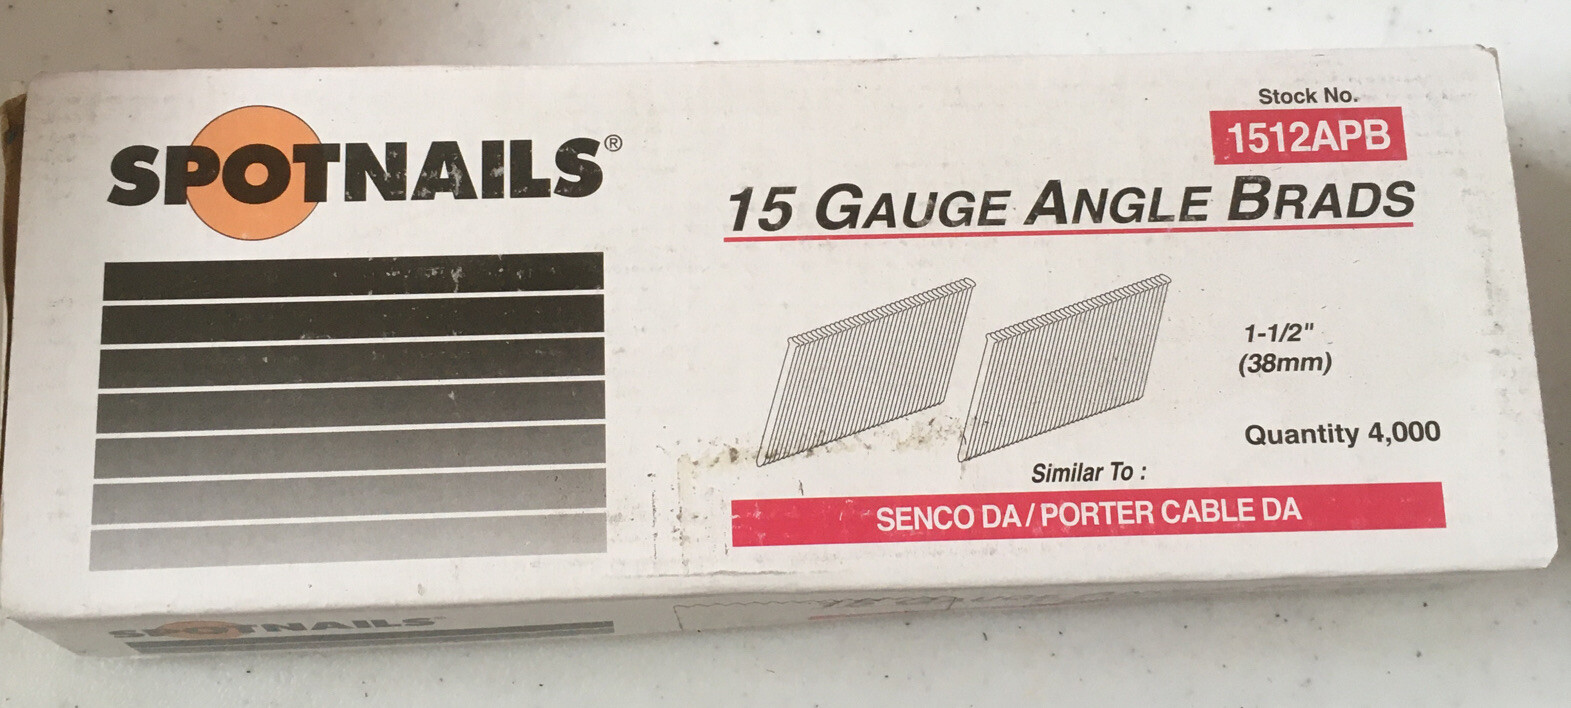 SPOTNAILS®
Stock No.
1512APB
15 GAUGE ANGLE BRADS
1-1/2"
(38mm)
Quantity 4,000
Similar To :
SENCO DA / PORTER CABLE DA
SPOTNAILS